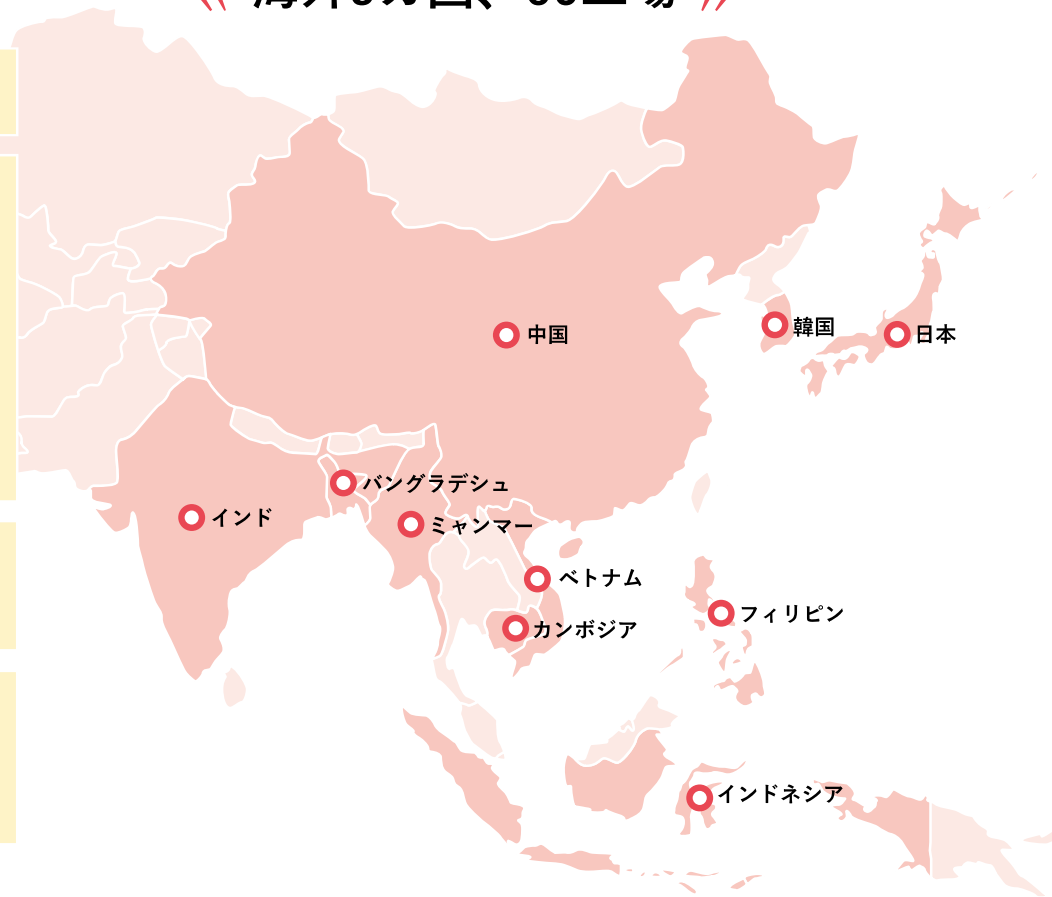 中国
韓国
日本
バングラデシュ
インド
ミャンマー
ベトナム
フィリピン
カンボジア
インドネシア